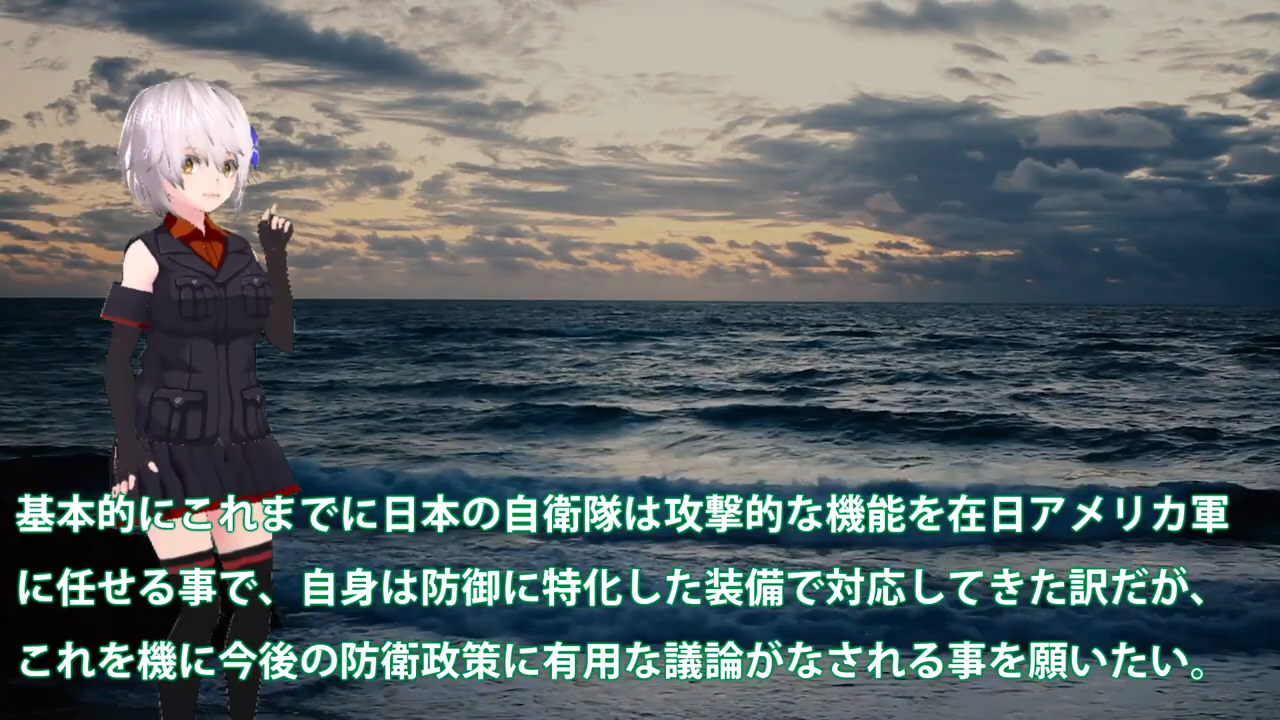 基本的にこれまでに日本の自衛隊は攻撃的な機能を在日アメリカ軍
に任せる事で、自身は防御に特化した装備で対応してきた訳だが、
これを機に今後の防衛政策に有用な議論がなされる事を願いたい。